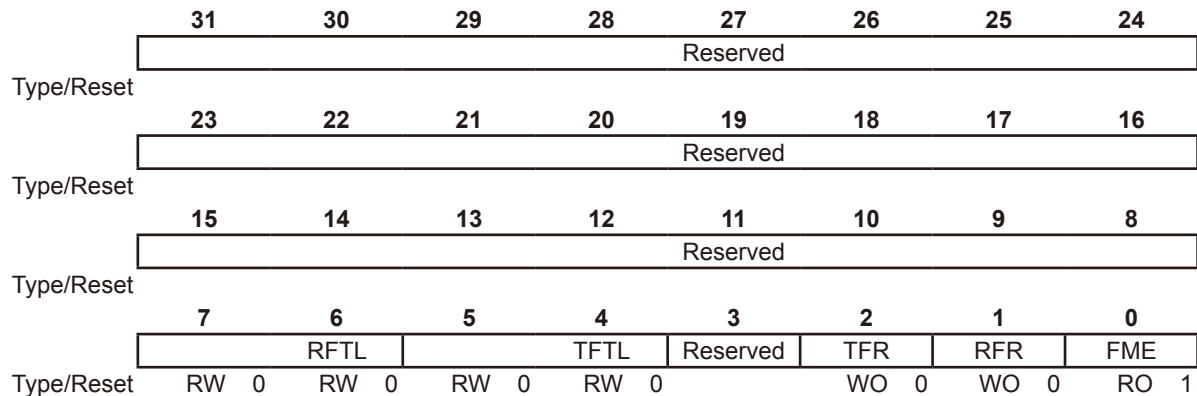 31 30 29 28 27 26 25 24
Reserved
Type/Reset
23 22 21 20 19 18 17 16
Reserved
Type/Reset
15 14 13 12 11 10 9 8
Reserved
Type/Reset
7 6 5 4 3 2 1 0
RFTL TFTL Reserved TFR RFR FME
Type/Reset RW 0 RW 0 RW 0 RW 0 WO 0 WO 0 RO 1